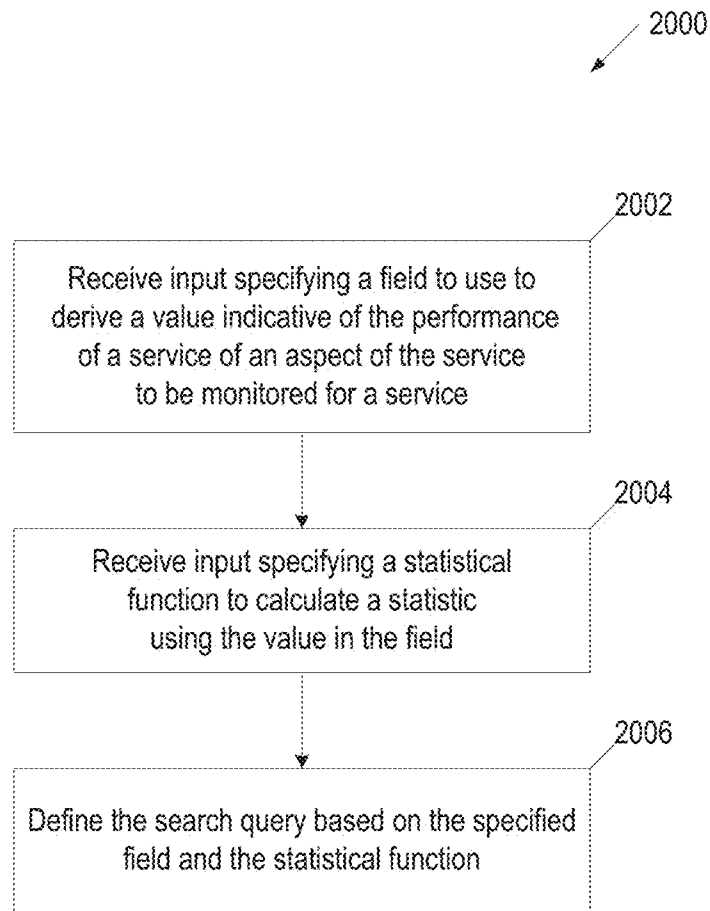 2000
2002
Receive input specifying a field to use to
derive a value indicative of the performance
of a service of an aspect of the service
to be monitored for a service
2004
Receive input specifying a statistical
function to calculate a statistic
using the value in the field
2006
Define the search query based on the specified
field and the statistical function